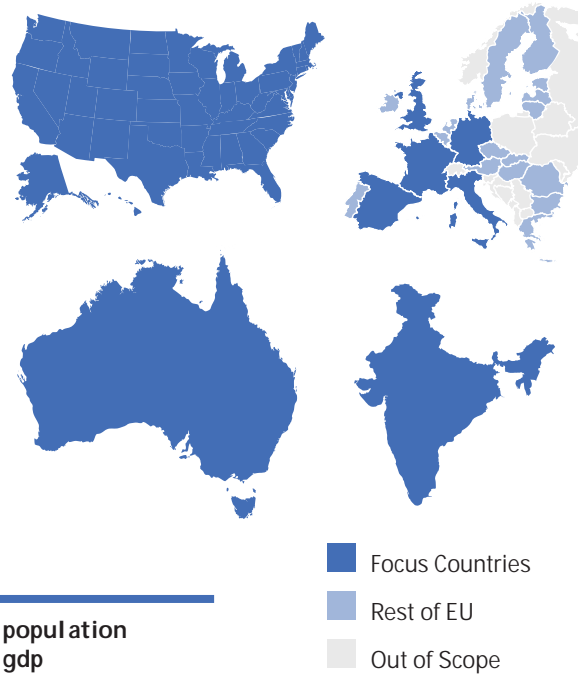 Focus Countries
Rest of EU
Out of Scope
population
gdp